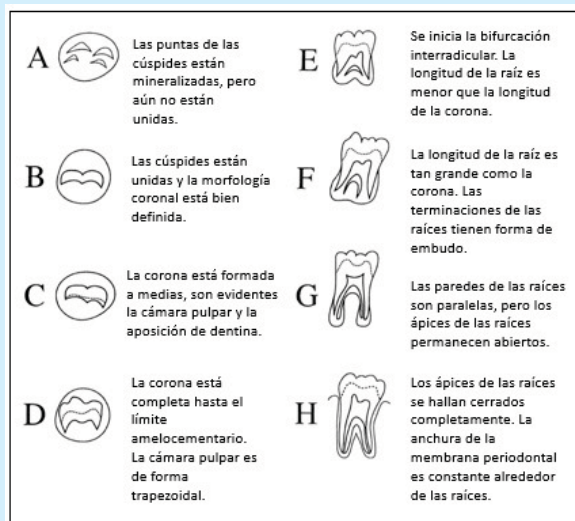 A
Las puntas de las
cúspides están
mineralizadas, pero
aún no están
unidas.
B
Las cúspides están
unidas y la morfología
coronal está bien
definida.
C
La corona está formada
a medias, son evidentes
la cámara pulpar y la
aposición de dentina.
D
La corona está
completa hasta el
límite
amelocementario.
La cámara pulpar es
de forma
trapezoidal.
E
Se inicia la bifurcación
interradicular. La
longitud de la raíz es
menor que la longitud
de la corona.
F
La longitud de la raíz es
tan grande como la
corona. Las
terminaciones de las
raíces tienen forma de
embudo.
G
Las paredes de las raíces
son paralelas, pero los
ápices de las raíces
permanecen abiertos.
H
Los ápices de las raíces
se hallan cerrados
completamente. La
anchura de la
membrana periodontal
es constante alrededor
de las raíces.